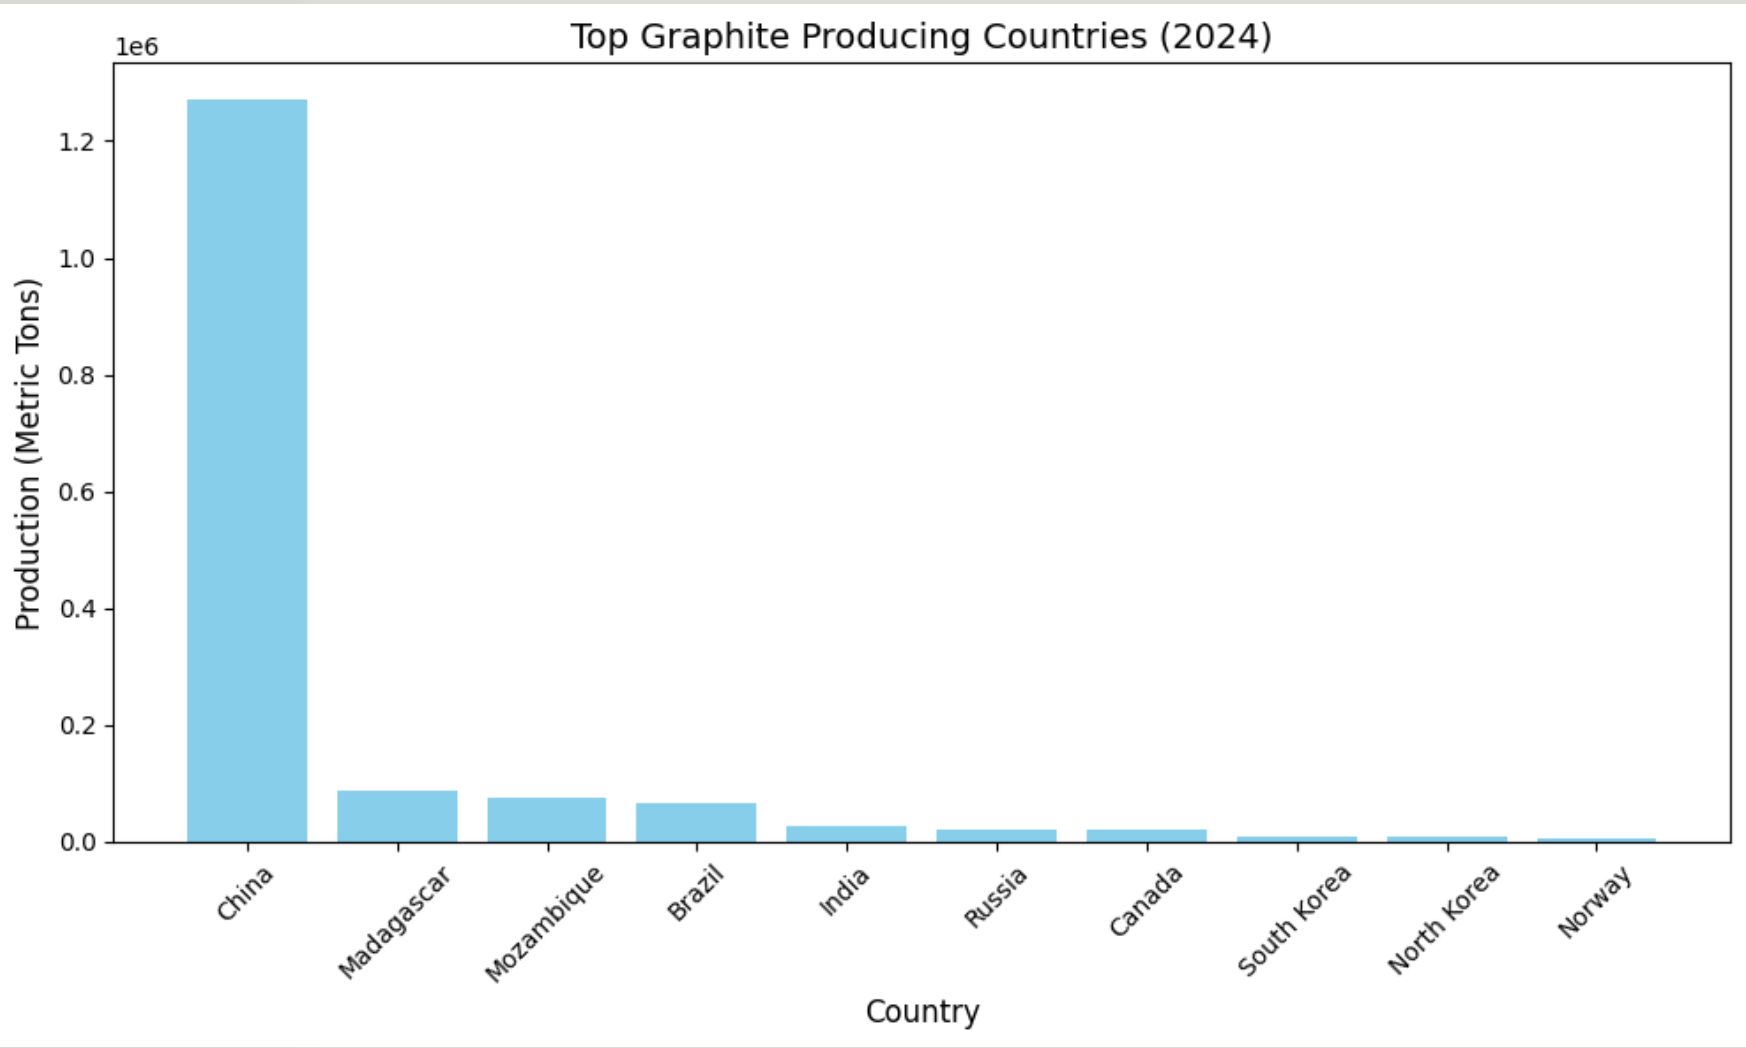 Top Graphite Producing Countries (2024)
1e6
1.2
1.0
0.8
0.6
0.4
0.2
0.0
Production (Metric Tons)
China
Madagascar
Mozambique
Brazil
India
Russia
Canada
South Korea
North Korea
Norway
Country